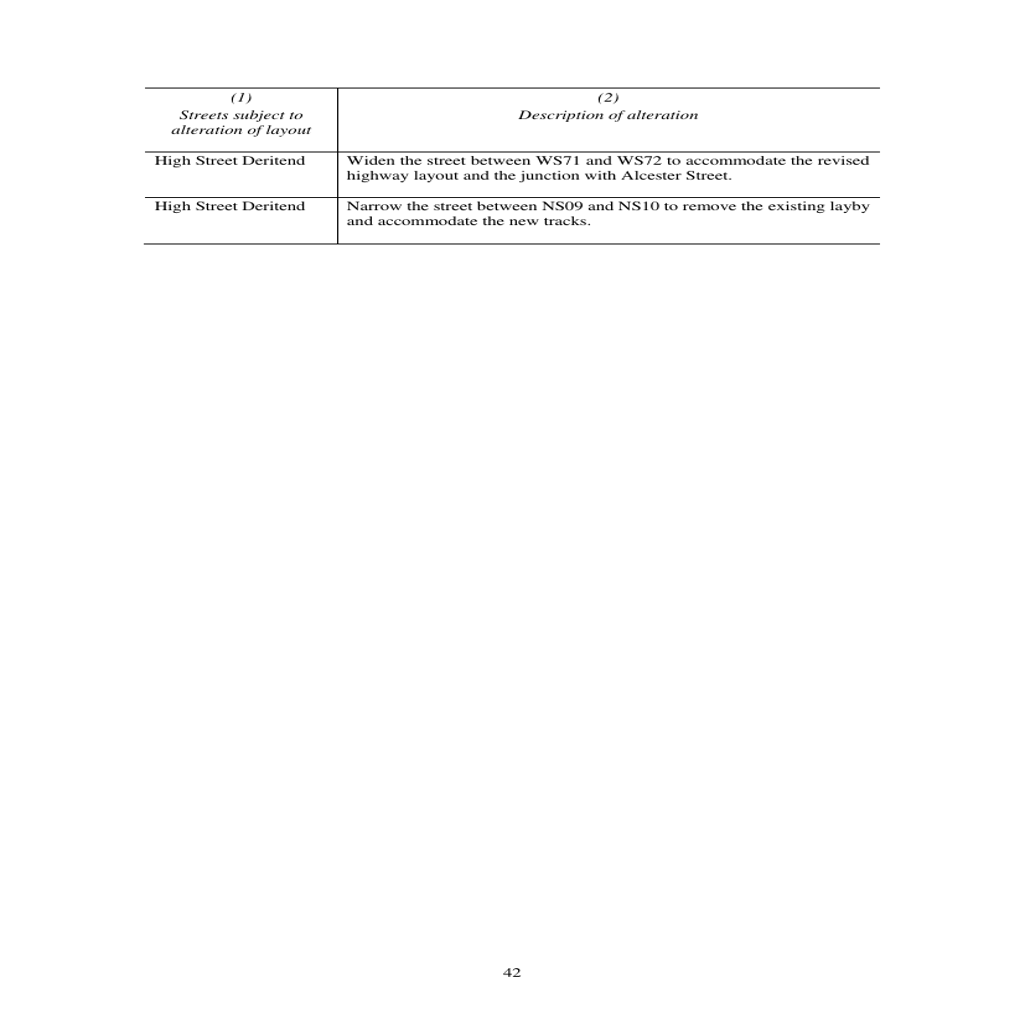 (1)
Streets subject to
alteration of layout
(2)
Description of alteration
High Street Deritend
Widen the street between WS71 and WS72 to accommodate the revised
highway layout and the junction with Alcester Street.
High Street Deritend
Narrow the street between NS09 and NS10 to remove the existing layby
and accommodate the new tracks.
42